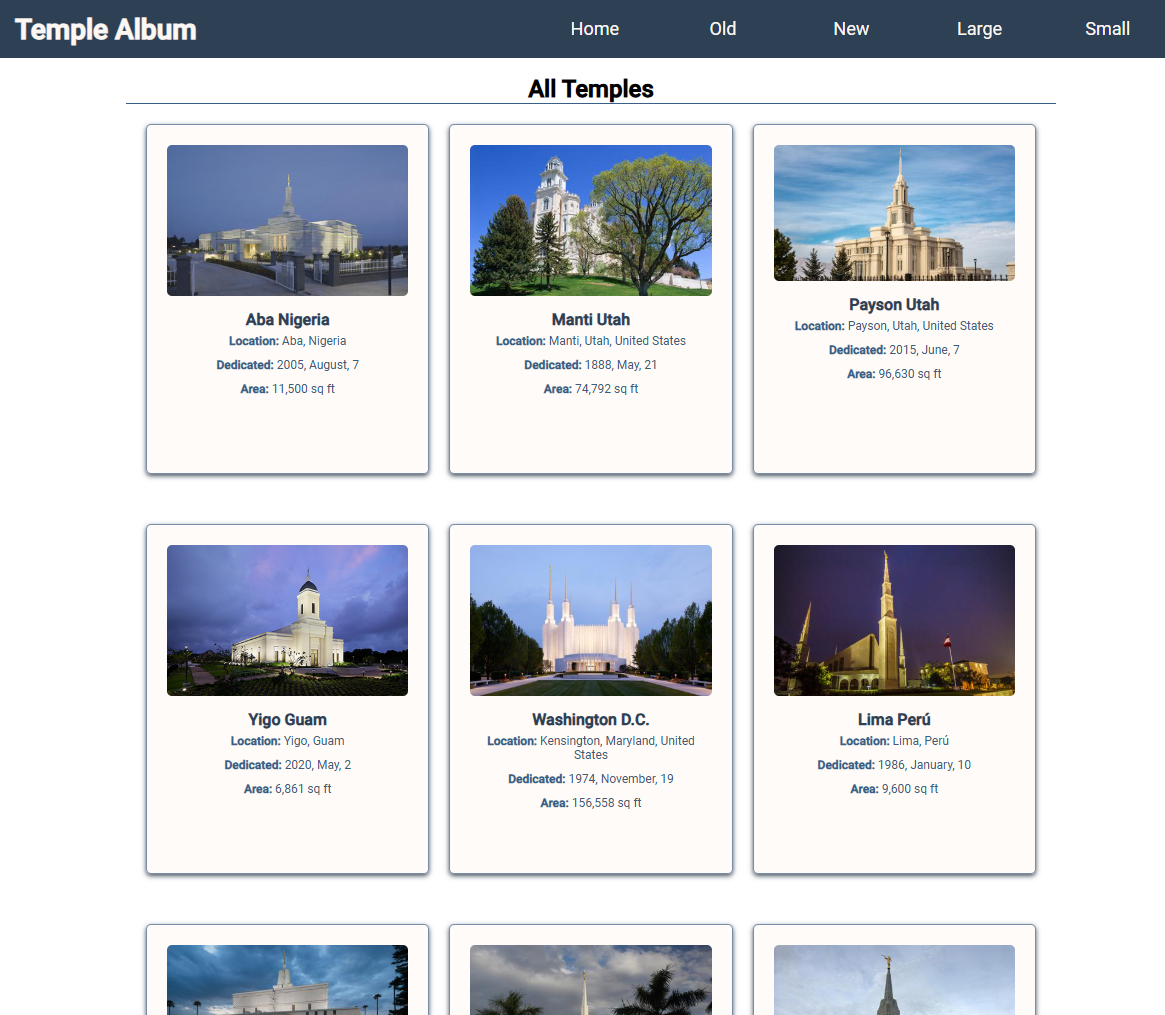 Temple Album
Home Old New Large Small
All Temples
Aba Nigeria
Location: Aba, Nigeria
Dedicated: 2005, August, 7
Area: 11,500 sq ft
Manti Utah
Location: Manti, Utah, United States
Dedicated: 1888, May, 21
Area: 74,792 sq ft
Payson Utah
Location: Payson, Utah, United States
Dedicated: 2015, June, 7
Area: 96,630 sq ft
Yigo Guam
Location: Yigo, Guam
Dedicated: 2020, May, 2
Area: 6,861 sq ft
Washington D.C.
Location: Kensington, Maryland, United
States
Dedicated: 1974, November, 19
Area: 156,558 sq ft
Lima Perú
Location: Lima, Perú
Dedicated: 1986, January, 10
Area: 9,600 sq ft